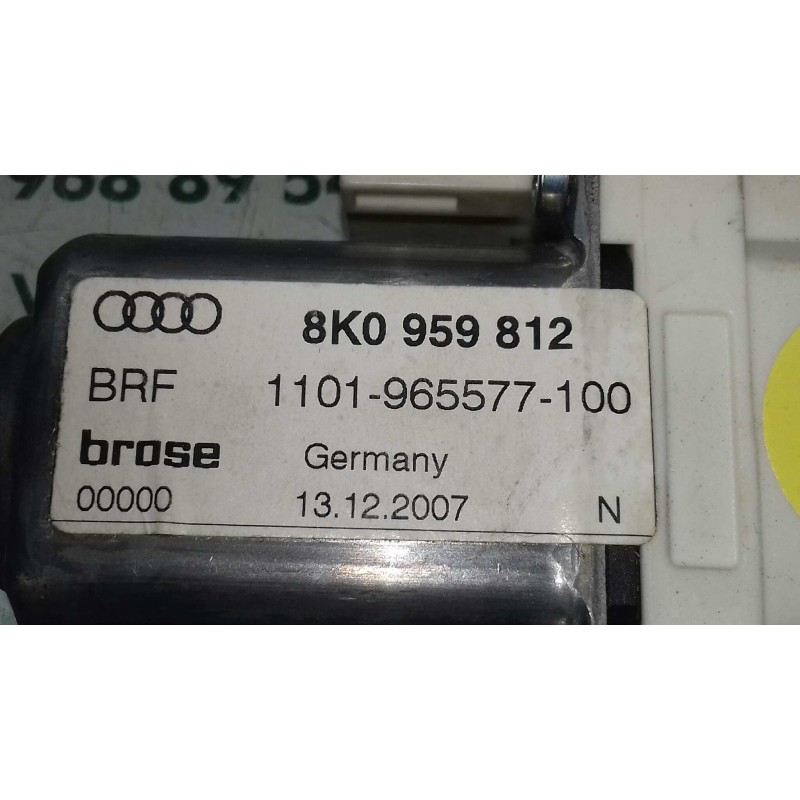 8K0 959 812
BRF 1101-965577-100
brose Germany
00000 13.12.2007 N